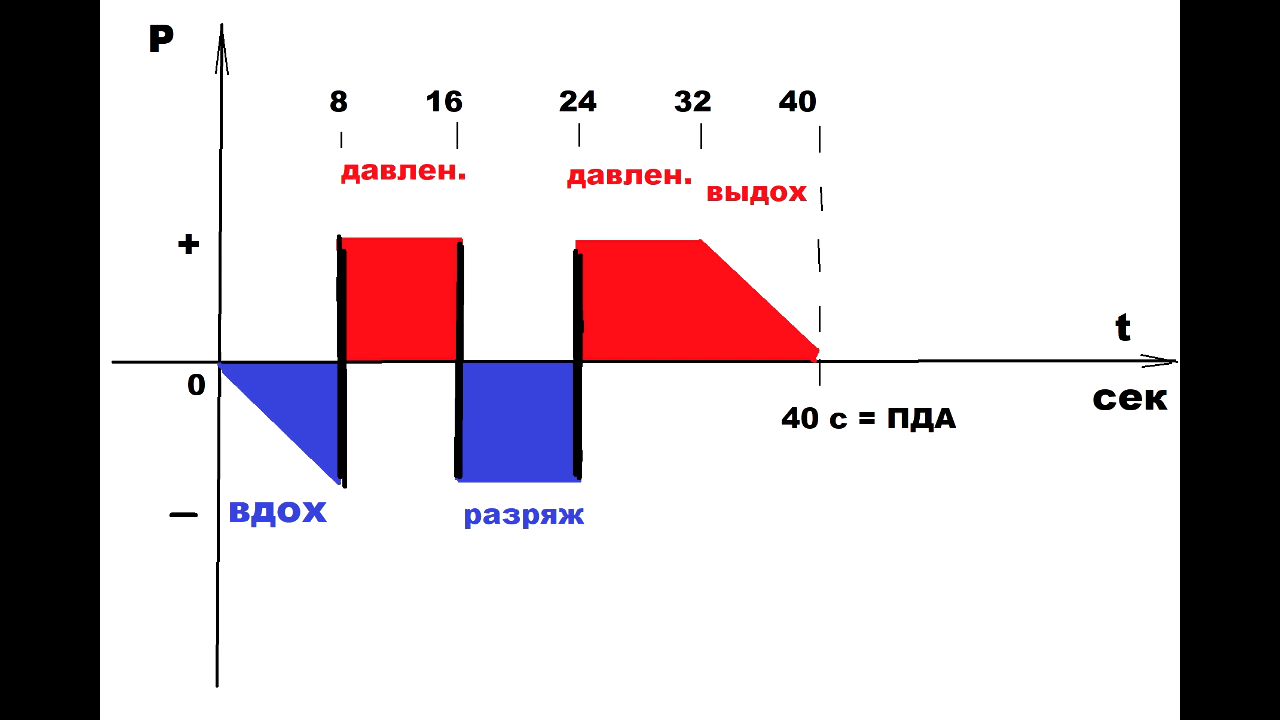 P
8 16 24 32 40
давлен. давлен.
выдох
+
t
0
сек
40 с = ПДА
–
вдох
разряж